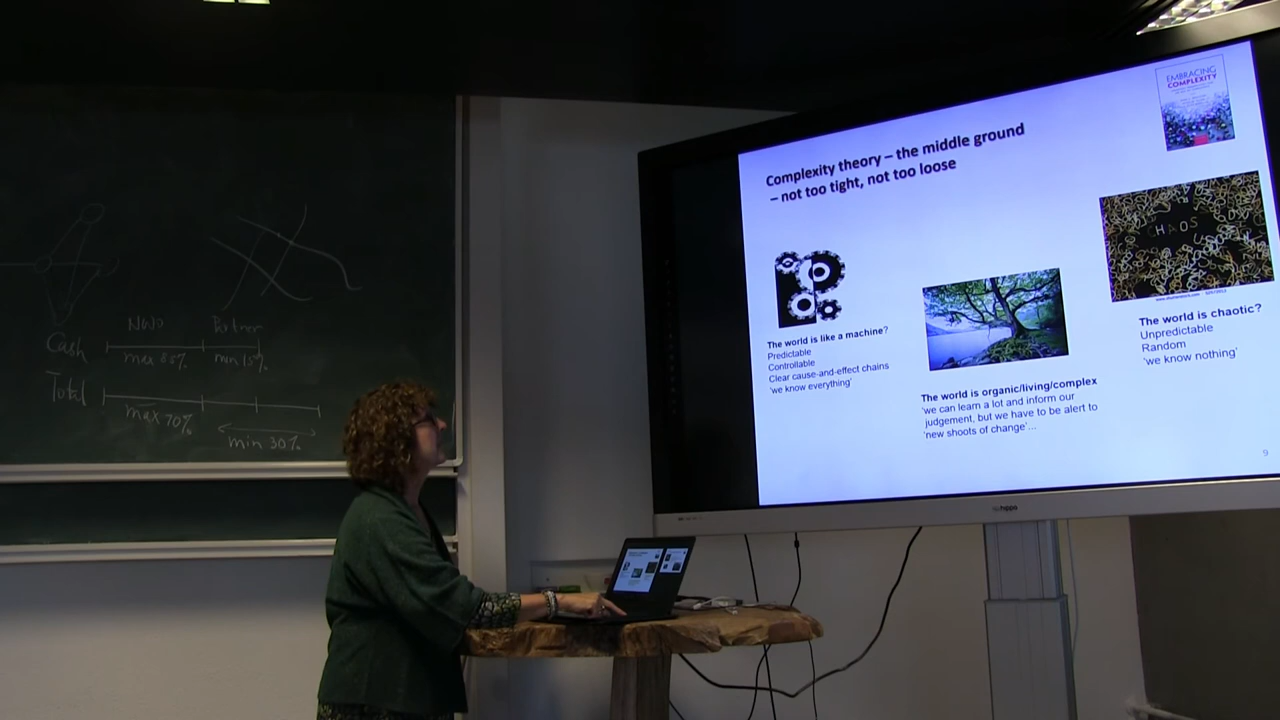 NWO Partner
Cash
max 85% min 15%
Total
max 70%
min 30%
EMBRACING
COMPLEXITY
Complexity theory – the middle ground
– not too tight, not too loose
CHAOS
The world is like a machine?
Predictable
Controllable
Clear cause-and-effect chains
'we know everything'
The world is organic/living/complex
'we can learn a lot and inform our
judgement, but we have to be alert to
'new shoots of change'…
The world is chaotic?
Unpredictable
Random
'we know nothing'
9